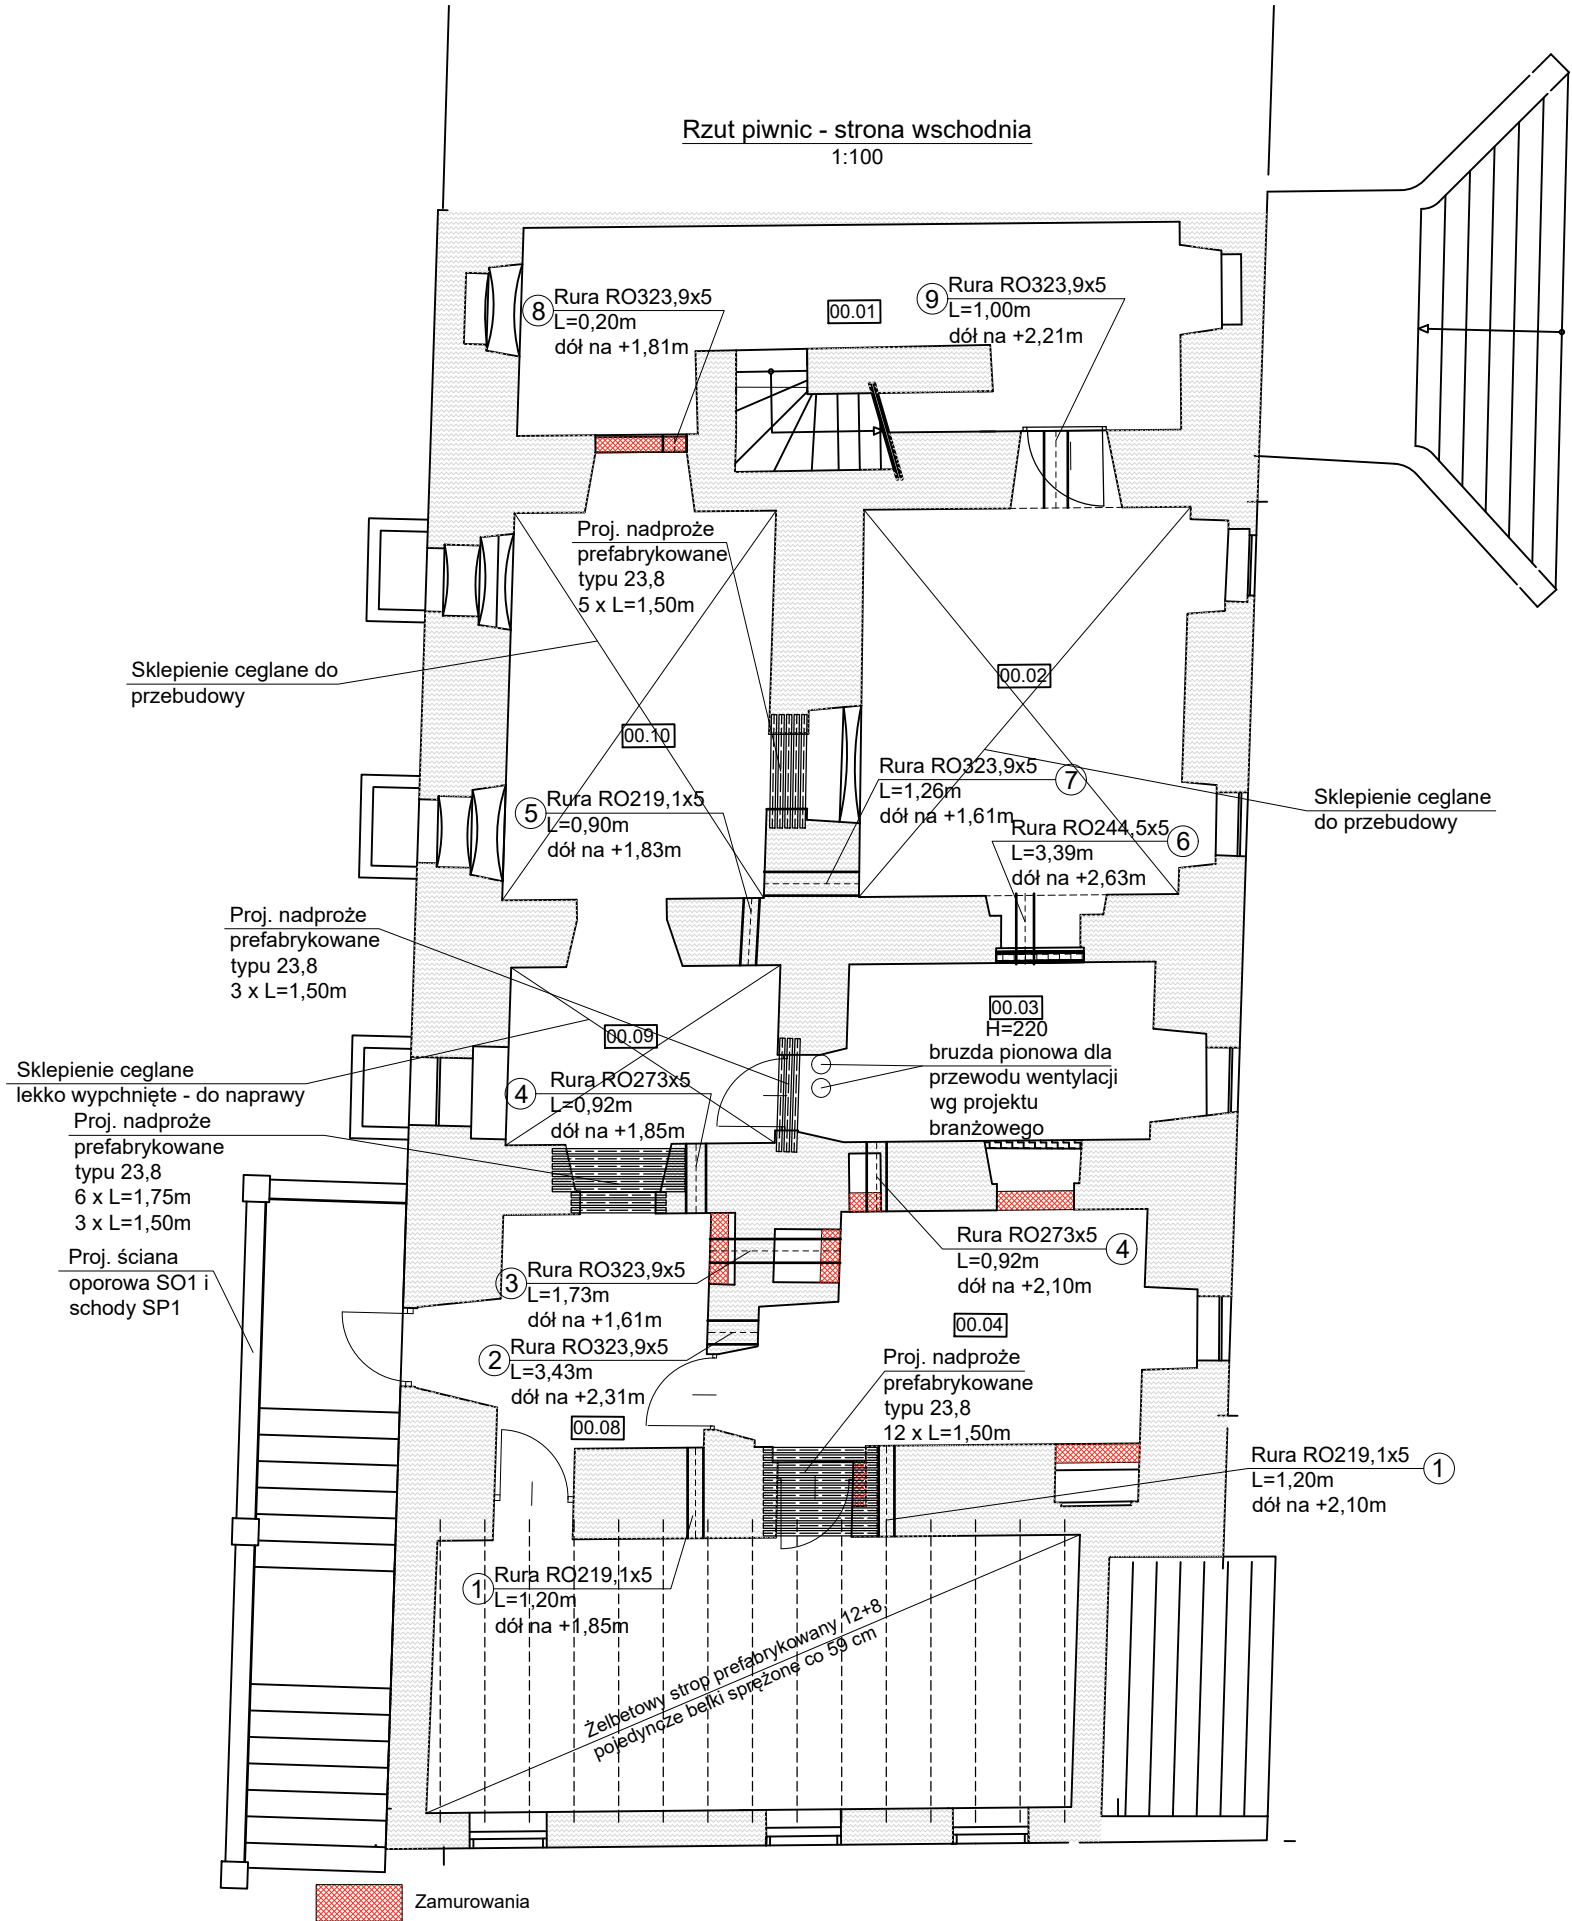 Rzut piwnic - strona wschodnia
1:100
8
Rura RO323,9x5
L=0,20m
dół na +1,81m
00.01
9
Rura RO323,9x5
L=1,00m
dół na +2,21m
Proj. nadproże
prefabrykowane
typu 23,8
5 x L=1,50m
Sklepienie ceglane do
przebudowy
00.10
00.02
5
Rura RO219,1x5
L=0,90m
dół na +1,83m
Rura RO323,9x5
L=1,26m
dół na +1,61m
7
Rura RO244,5x5
L=3,39m
dół na +2,63m
6
Sklepienie ceglane
do przebudowy
Proj. nadproże
prefabrykowane
typu 23,8
3 x L=1,50m
00.09
00.03
H=220
bruzda pionowa dla
przewodu wentylacji
wg projektu
branżowego
Sklepienie ceglane
lekko wypchnięte - do naprawy
4
Rura RO273x5
L=0,92m
dół na +1,85m
Proj. nadproże
prefabrykowane
typu 23,8
6 x L=1,75m
3 x L=1,50m
Proj. ściana
oporowa SO1 i
schody SP1
3
Rura RO323,9x5
L=1,73m
dół na +1,61m
Rura RO273x5
L=0,92m
dół na +2,10m
4
2
Rura RO323,9x5
L=3,43m
dół na +2,31m
00.04
Proj. nadproże
prefabrykowane
typu 23,8
12 x L=1,50m
00.08
Rura RO219,1x5
L=1,20m
dół na +2,10m
1
1
Rura RO219,1x5
L=1,20m
dół na +1,85m
Żelbetowy strop prefabrykowany 12+8,
pojedyncze belki sprężone co 59 cm
Zamurowania